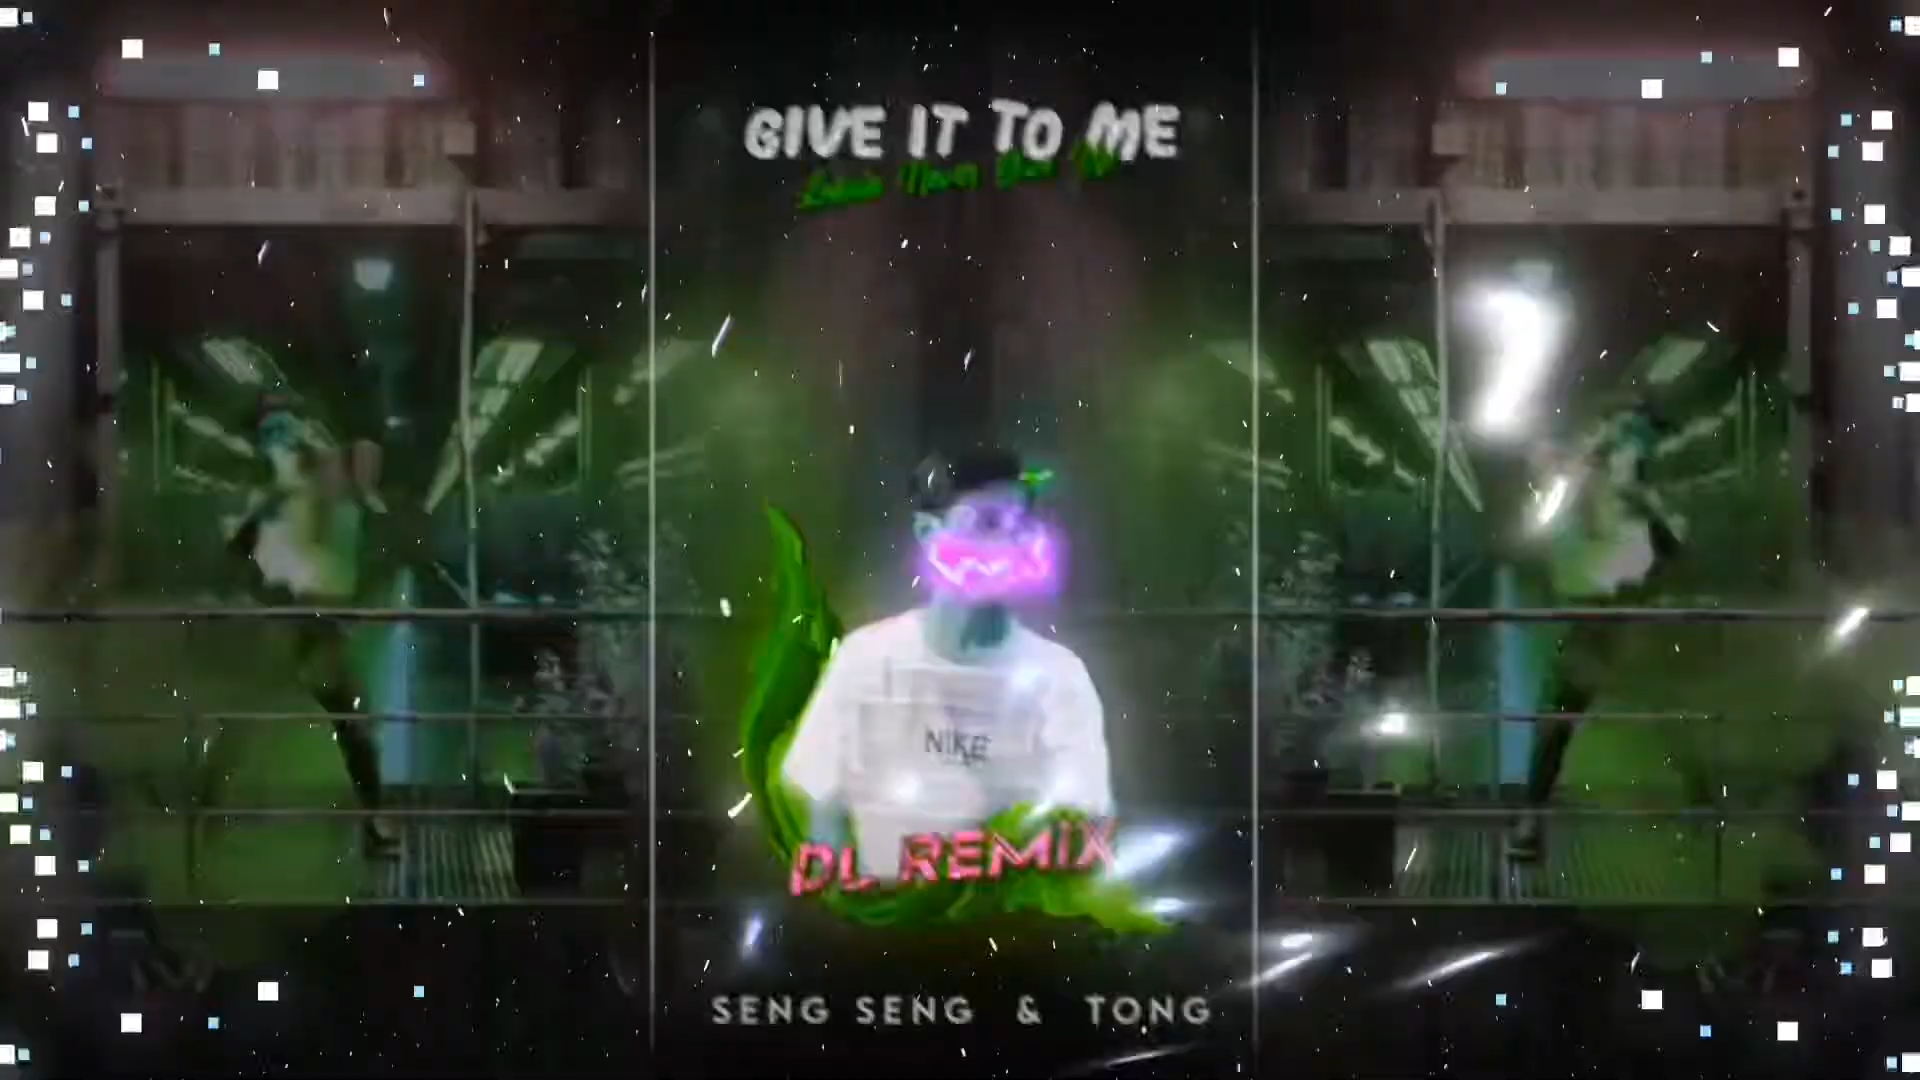 GIVE IT TO ME
NIKE
DL REMIX
SENG SENG & TONG